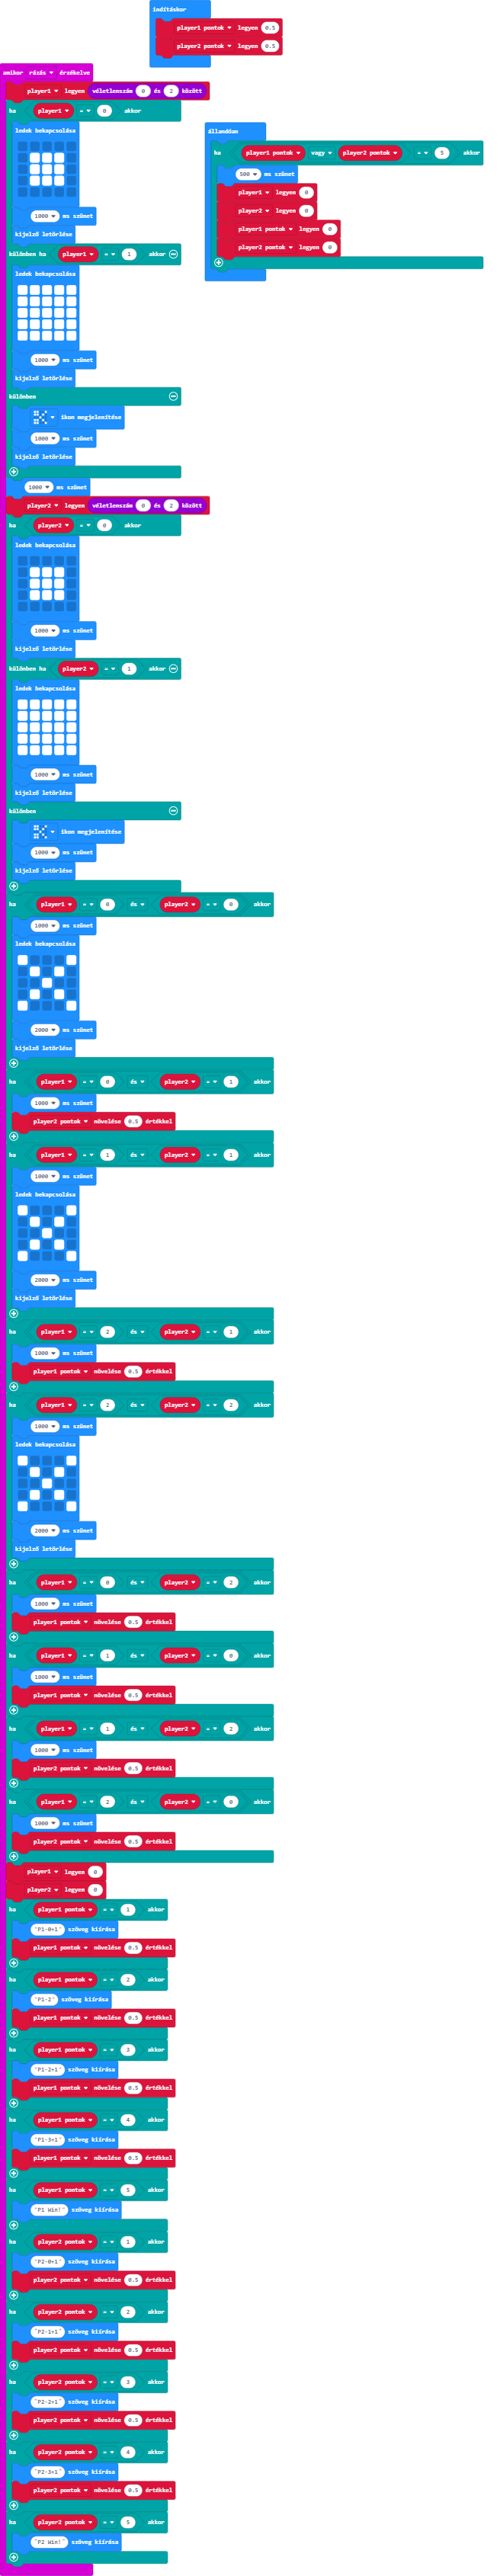 indításkor
player1 pontok legyen 0.5
player2 pontok legyen 0.5
amikor rázás érzékelve
player1 legyen véletlenszám 0 és 2 között
ha player1 = 0 akkor
ledek bekapcsolása
1000 ms szünet
kijelző letörlése
különben ha player1 = 1 akkor
ledek bekapcsolása
1000 ms szünet
kijelző letörlése
különben
ikon megjelenítése
1000 ms szünet
kijelző letörlése
1000 ms szünet
player2 legyen véletlenszám 0 és 2 között
ha player2 = 0 akkor
ledek bekapcsolása
1000 ms szünet
kijelző letörlése
különben ha player2 = 1 akkor
ledek bekapcsolása
1000 ms szünet
kijelző letörlése
különben
ikon megjelenítése
1000 ms szünet
kijelző letörlése
ha player1 = 0 és player2 = 0 akkor
1000 ms szünet
ledek bekapcsolása
2000 ms szünet
kijelző letörlése
ha player1 = 0 és player2 = 1 akkor
1000 ms szünet
player2 pontok növelése 0.5 értékkel
ha player1 = 1 és player2 = 1 akkor
1000 ms szünet
ledek bekapcsolása
2000 ms szünet
kijelző letörlése
ha player1 = 2 és player2 = 1 akkor
1000 ms szünet
player1 pontok növelése 0.5 értékkel
ha player1 = 2 és player2 = 2 akkor
1000 ms szünet
ledek bekapcsolása
2000 ms szünet
kijelző letörlése
ha player1 = 0 és player2 = 2 akkor
1000 ms szünet
player1 pontok növelése 0.5 értékkel
ha player1 = 1 és player2 = 0 akkor
1000 ms szünet
player1 pontok növelése 0.5 értékkel
ha player1 = 1 és player2 = 2 akkor
1000 ms szünet
player2 pontok növelése 0.5 értékkel
ha player1 = 2 és player2 = 0 akkor
1000 ms szünet
player2 pontok növelése 0.5 értékkel
player1 legyen 0
player2 legyen 0
ha player1 pontok = 1 akkor
"P1-0+1" szöveg kiírása
player1 pontok növelése 0.5 értékkel
ha player1 pontok = 2 akkor
"P1-2" szöveg kiírása
player1 pontok növelése 0.5 értékkel
ha player1 pontok = 3 akkor
"P1-2+1" szöveg kiírása
player1 pontok növelése 0.5 értékkel
ha player1 pontok = 4 akkor
"P1-3+1" szöveg kiírása
player1 pontok növelése 0.5 értékkel
ha player1 pontok = 5 akkor
"P1 Win!" szöveg kiírása
ha player2 pontok = 1 akkor
"P2-0+1" szöveg kiírása
player2 pontok növelése 0.5 értékkel
ha player2 pontok = 2 akkor
"P2-1+1" szöveg kiírása
player2 pontok növelése 0.5 értékkel
ha player2 pontok = 3 akkor
"P2-2+1" szöveg kiírása
player2 pontok növelése 0.5 értékkel
ha player2 pontok = 4 akkor
"P2-3+1" szöveg kiírása
player2 pontok növelése 0.5 értékkel
ha player2 pontok = 5 akkor
"P2 Win!" szöveg kiírása
állandóan
ha player1 pontok vagy player2 pontok = 5 akkor
500 ms szünet
player1 legyen 0
player2 legyen 0
player1 pontok legyen 0
player2 pontok legyen 0